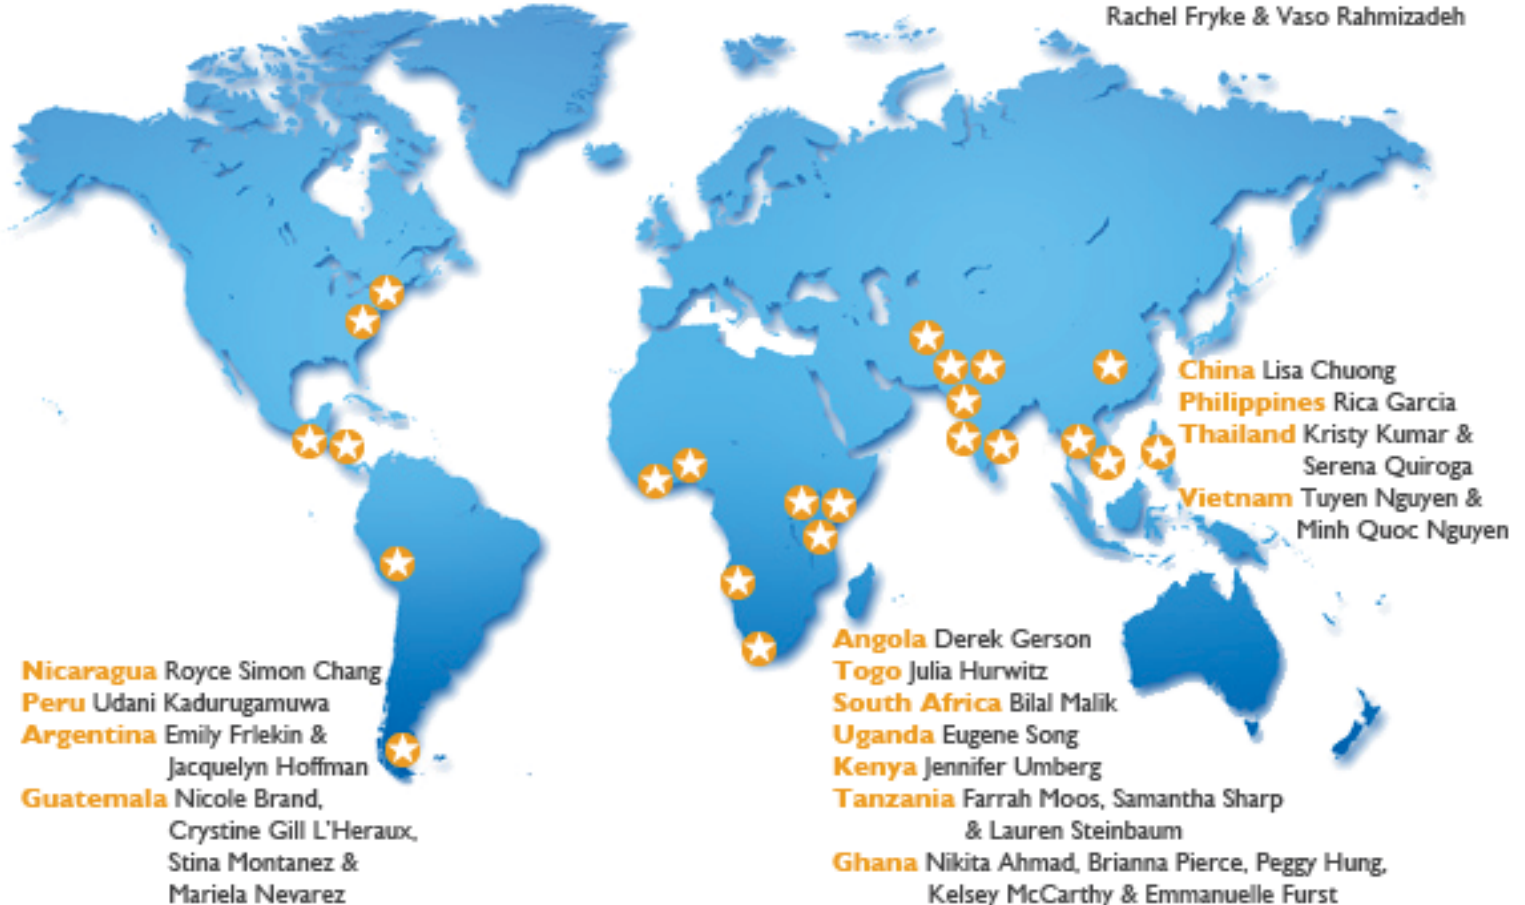 Rachel Fryke & Vaso Rahmizadeh
China Lisa Chuong
Philippines Rica Garcia
Thailand Kristy Kumar &
Serena Quiroga
Vietnam Tuyen Nguyen &
Minh Quoc Nguyen
Nicaragua Royce Simon Chang
Peru Udani Kadurugamuwa
Argentina Emily Frlekin &
Jacquelyn Hoffman
Guatemala Nicole Brand,
Crystine Gill L'Heraux,
Stina Montanez &
Mariela Nevarez
Angola Derek Gerson
Togo Julia Hurwitz
South Africa Bilal Malik
Uganda Eugene Song
Kenya Jennifer Umberg
Tanzania Farrah Moos, Samantha Sharp
& Lauren Steinbaum
Ghana Nikita Ahmad, Brianna Pierce, Peggy Hung,
Kelsey McCarthy & Emmanuelle Furst